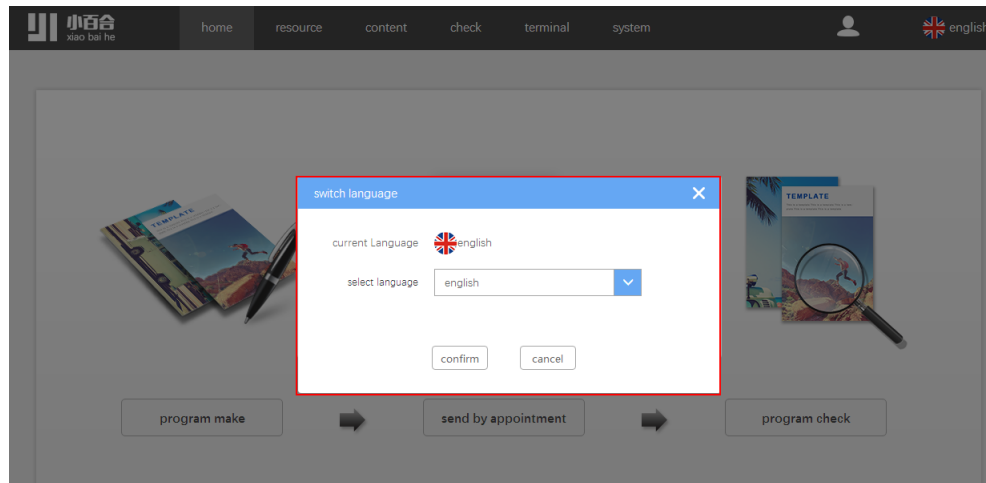 小百合
xiao bai he
home
resource
content
check
terminal
system
english
switch language
current Language
english
select language
english
confirm
cancel
TEMPLATE
TEMPLATE
program make
send by appointment
program check